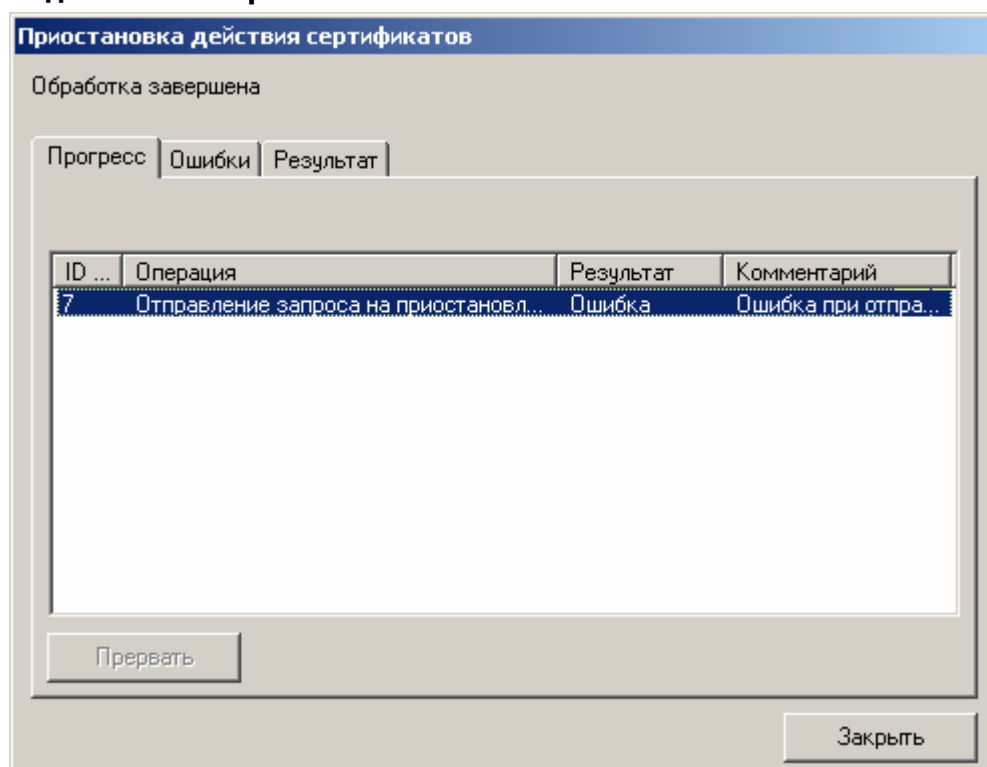 Приостановка действия сертификатов
Обработка завершена
Прогресс Ошибки Результат
ID ... Операция Результат Комментарий
7 Отправление запроса на приостановл... Ошибка Ошибка при отпра...
Прервать
Закрыть